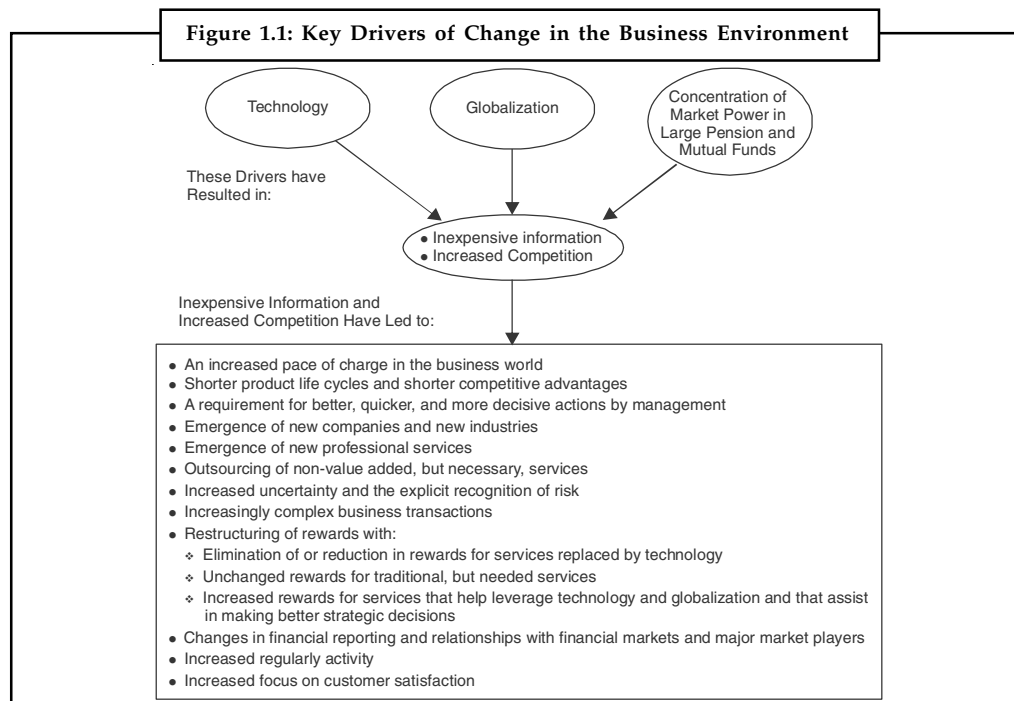 Figure 1.1: Key Drivers of Change in the Business Environment
Technology
Globalization
Concentration of
Market Power in
Large Pension and
Mutual Funds
These Drivers have
Resulted in:
● Inexpensive information
● Increased Competition
Inexpensive Information and
Increased Competition Have Led to:
● An increased pace of charge in the business world
● Shorter product life cycles and shorter competitive advantages
● A requirement for better, quicker, and more decisive actions by management
● Emergence of new companies and new industries
● Emergence of new professional services
● Outsourcing of non-value added, but necessary, services
● Increased uncertainty and the explicit recognition of risk
● Increasingly complex business transactions
● Restructuring of rewards with:
❖ Elimination of or reduction in rewards for services replaced by technology
❖ Unchanged rewards for traditional, but needed services
❖ Increased rewards for services that help leverage technology and globalization and that assist
in making better strategic decisions
● Changes in financial reporting and relationships with financial markets and major market players
● Increased regularly activity
● Increased focus on customer satisfaction